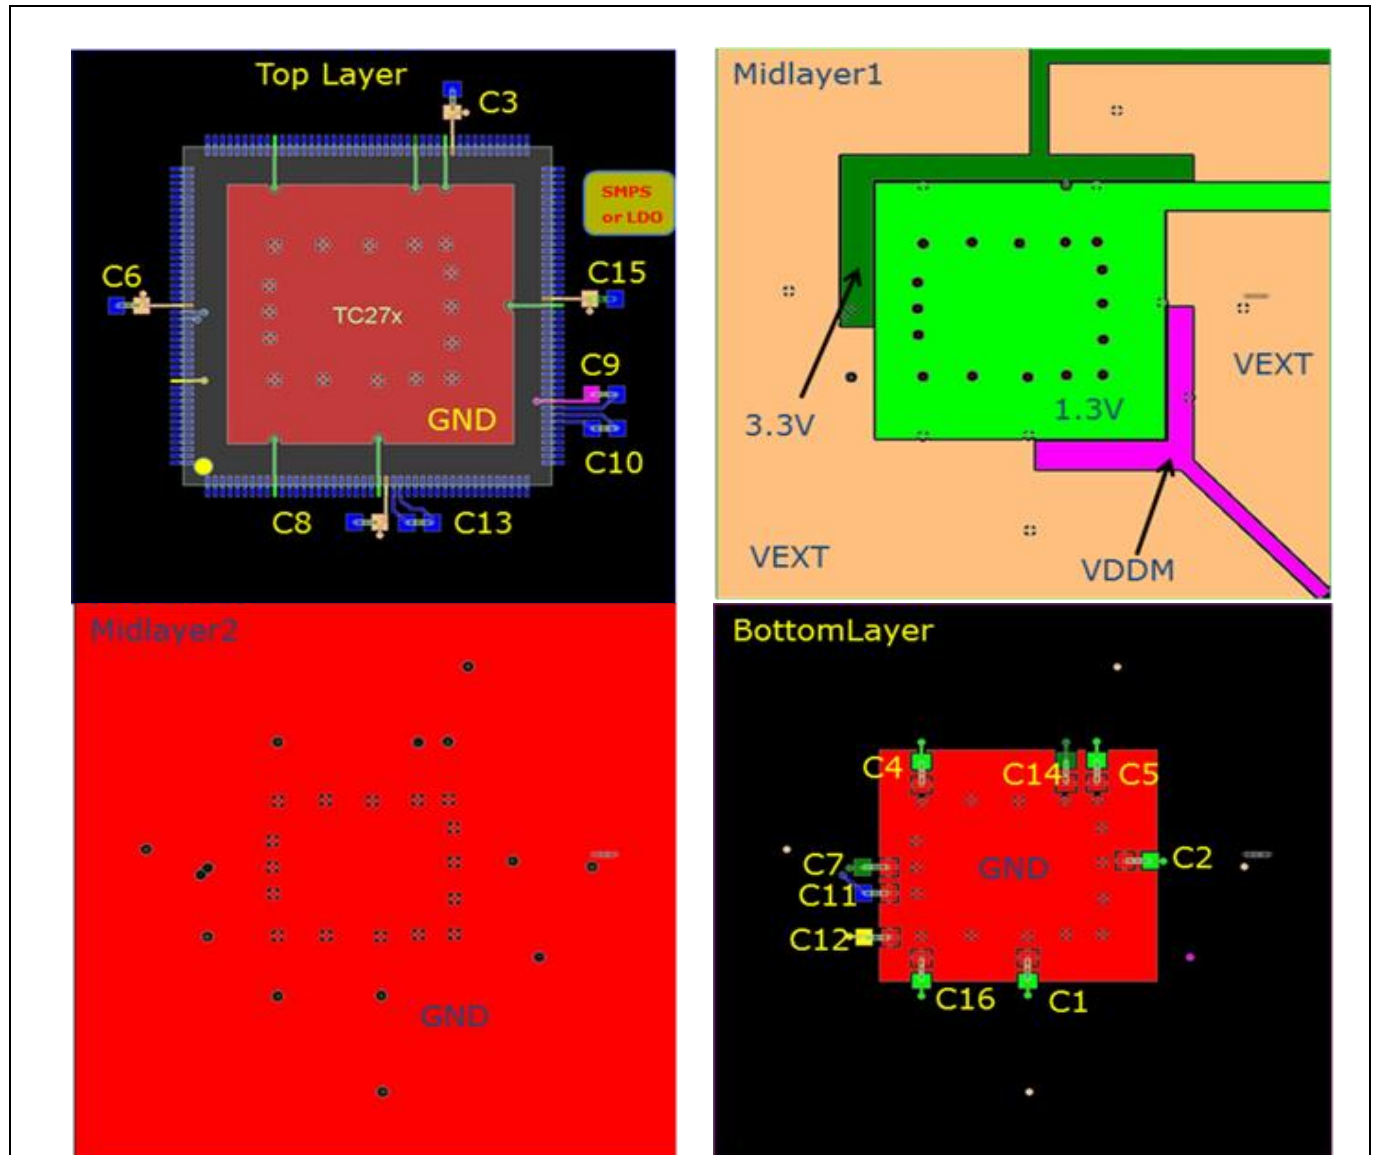 Top Layer
C3
SMPS
or LDO
C6
C15
TC27x
C9
GND
C10
C8
C13
Midlayer1
VEXT
3.3V
1.3V
VEXT
VDDM
Midlayer2
GND
BottomLayer
C4
C14
C5
C7
GND
C2
C11
C12
C16
C1